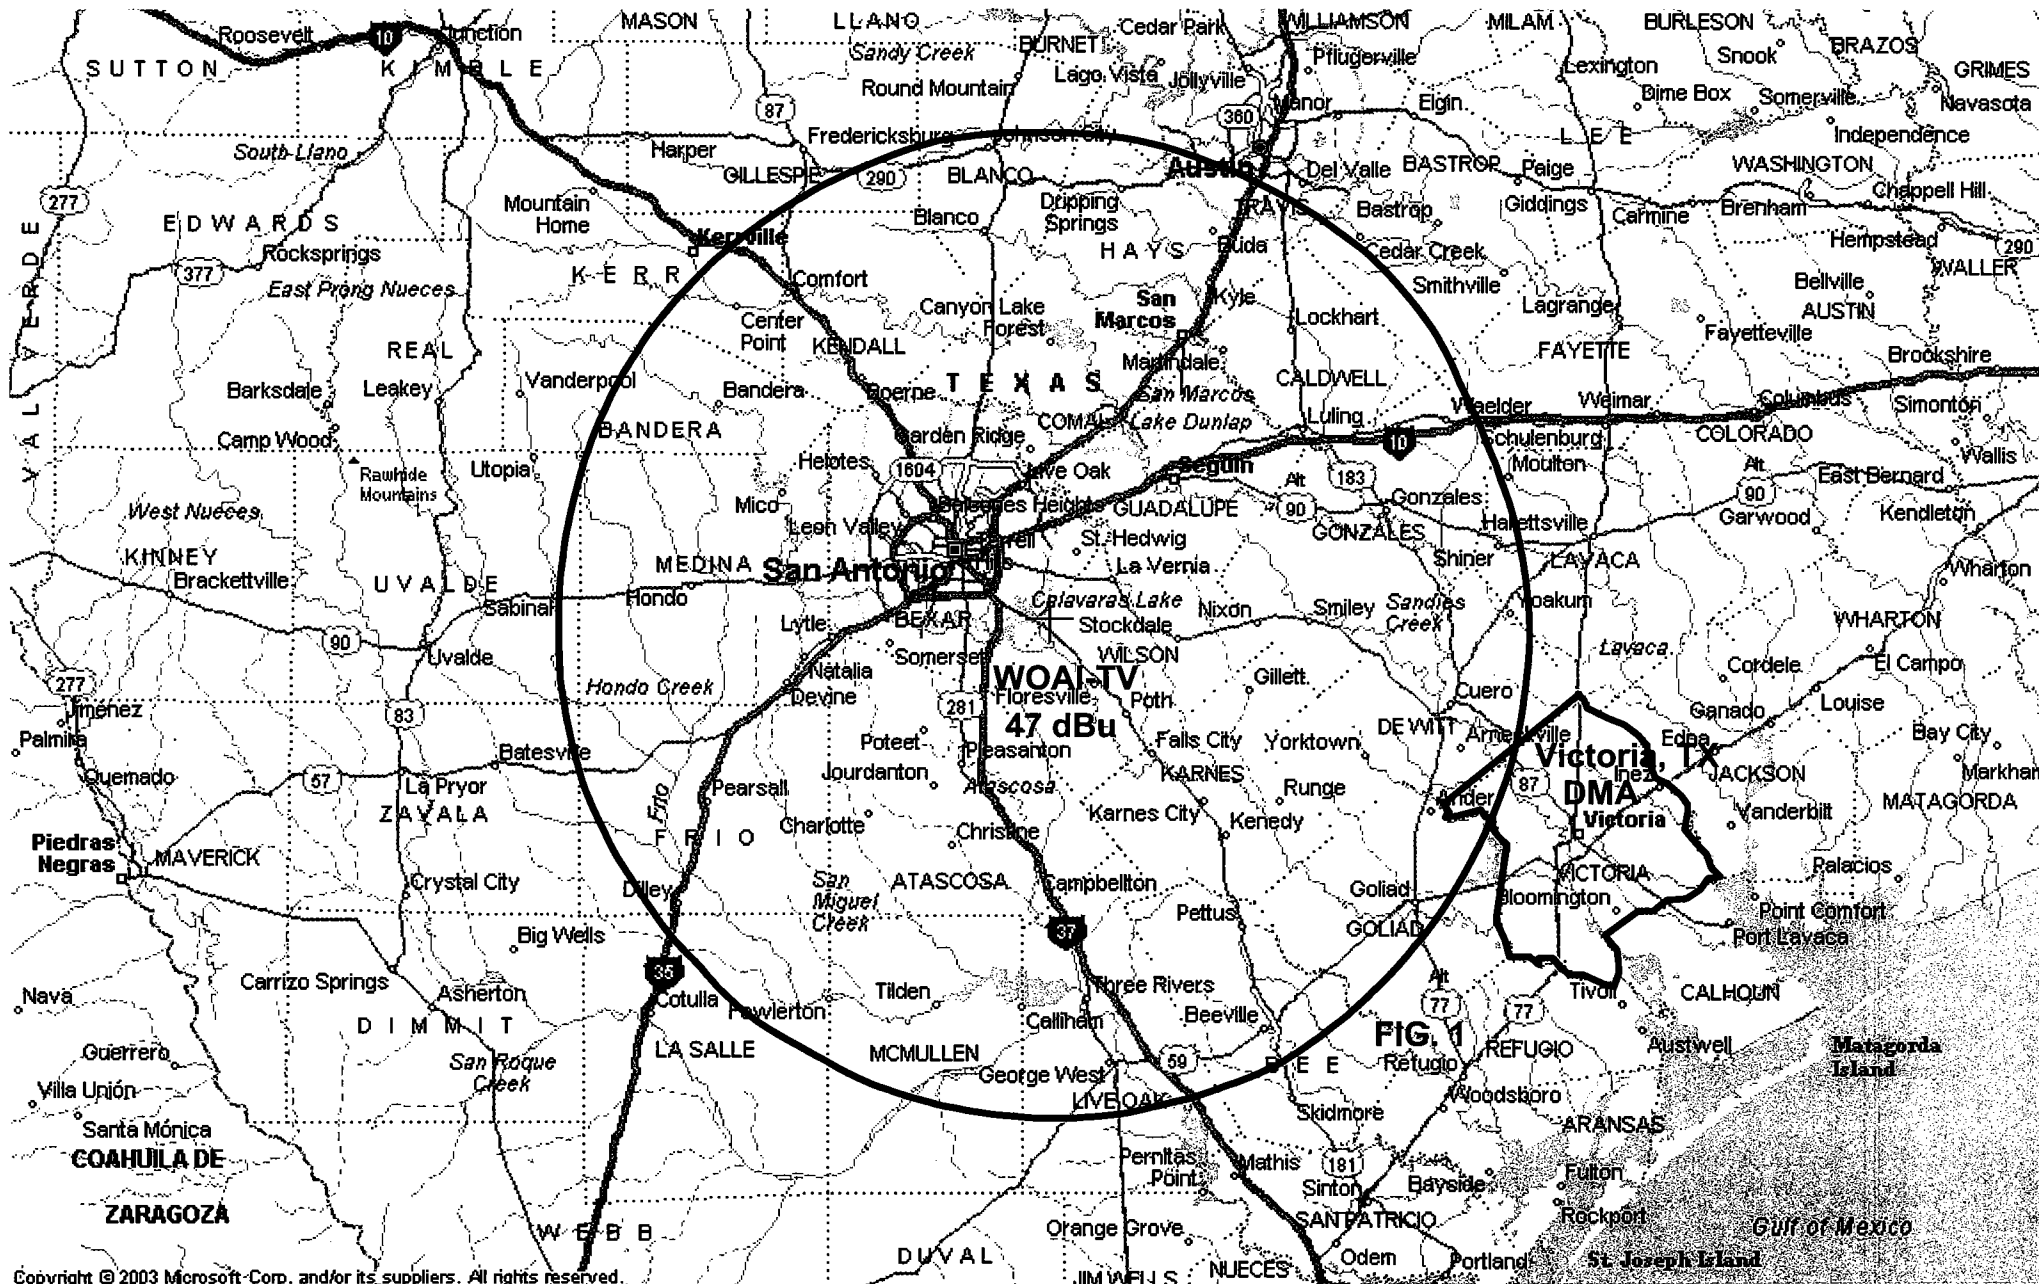 Roosevelt
10
Junction
MASON
LLANO
Cedar Park
WILLIAMSON
MILAM
BURLESON
BRAZOS
SUTTON
KIMBLE
Sandy Creek
BURNET
Pflugerville
Snook
Lago Vista
Jollyville
Lexington
GRIMES
Round Mountain
Dime Box
Somerville
Navasota
87
360
Manor
Elgin
Fredericksburg
Johnson City
LEE
Independence
South Llano
Harper
GILLESPIE
290
BLANCO
Austin
Del Valle
BASTROP
Paige
WASHINGTON
Chappell Hill
277
Mountain
Home
Blanco
Dripping
Springs
TRAVIS
Bastrop
Giddings
Carmine
Brenham
EDWARDS
Kerrville
HAYS
Buda
Cedar Creek
Hempstead
290
Rocksprings
377
KERR
Comfort
WALLER
East Prong Nueces
Smithville
Bellville
VAL VERDE
Center
Point
Canyon Lake
Forest
San
Marcos
Kyle
Lockhart
Lagrange
AUSTIN
Fayetteville
REAL
KENDALL
Martindale
FAYETTE
Brookshire
Barksdale
Leakey
Vanderpool
Bandera
Boerne
TEXAS
San Marcos
CALDWELL
Waelder
Weimar
Columbus
Simonton
Camp Wood
BANDERA
COMAL
Lake Dunlap
Luling
10
Schulenburg
COLORADO
Garden Ridge
Rawhide
Mountains
Utopia
Helotes
1604
Live Oak
Seguin
183
Moulton
Alt
90
East Bernard
Wallis
Mico
Balcones Heights
GUADALUPE
Alt
90
Gonzales
West Nueces
Leon Valley
GONZALES
Hallettsville
Garwood
Kendleton
KINNEY
MEDINA
San Antonio
St. Hedwig
Shiner
LAVACA
Brackettville
UVALDE
La Vernia
Wharton
Sabinal
Hondo
Calaveras Lake
Nixon
Smiley
Sandies
Creek
Yoakum
BEXAR
Stockdale
WHARTON
90
Lytle
Uvalde
Somerset
WILSON
Lavaca
Cordele
El Campo
277
Natalia
Devine
Hondo Creek
WOAI-TV
47 dBu
Floresville
Poth
Gillett
Cuero
Jiménez
83
281
DE WITT
Ganado
Louise
Palmira
Poteet
Pleasanton
Falls City
Yorktown
Arneckville
Victoria, TX
DMA
Edna
Bay City
Batesville
Quemado
57
La Pryor
Jourdanton
Atascosa
KARNES
Runge
Ander
87
Inez
JACKSON
Markham
ZAVALA
Frio
Pearsall
Charlotte
Christine
Karnes City
Kenedy
Victoria
Vanderbilt
MATAGORDA
Piedras
Negras
MAVERICK
FRIO
Crystal City
Dilley
San
Miguel
Creek
ATASCOSA
Campbellton
Goliad
VICTORIA
Bloomington
Palacios
Pettus
Point Comfort
Big Wells
37
GOLIAD
Port Lavaca
Carrizo Springs
35
Alt
77
Nava
Asherton
Cotulla
Fowlerton
Tilden
Three Rivers
Tivoli
CALHOUN
DIMMIT
Calliham
Beeville
77
Guerrero
LA SALLE
MCMULLEN
FIG. 1
Refugio
REFUGIO
Austwell
Matagorda
Island
San Roque
Creek
George West
59
BEE
Villa Unión
LIVE OAK
Woodsboro
Skidmore
ARANSAS
Santa Mónica
COAHUILA DE
ZARAGOZA
Pernitas
Point
Mathis
181
Fulton
Sinton
Bayside
WEBB
Orange Grove
SAN PATRICIO
Rockport
Gulf of Mexico
DUVAL
Odem
Portland
St. Joseph Island
JIM WELLS
NUECES
Copyright © 2003 Microsoft Corp. and/or its suppliers. All rights reserved.